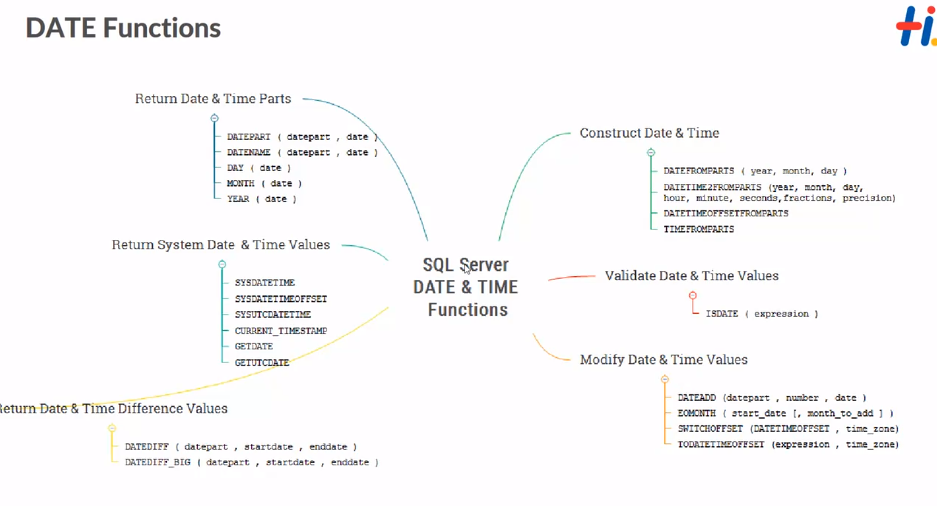 DATE Functions
Hi.
Return Date & Time Parts
DATEPART ( datepart , date )
DATENAME ( datepart , date )
DAY ( date )
MONTH ( date )
YEAR ( date )
Return System Date & Time Values
SYSDATETIME
SYSDATETIMEOFFSET
SYSUTCDATETIME
CURRENT_TIMESTAMP
GETDATE
GETUTCDATE
Return Date & Time Difference Values
DATEDIFF ( datepart , startdate , enddate )
DATEDIFF_BIG ( datepart , startdate , enddate )
SQL Server
DATE & TIME
Functions
Construct Date & Time
DATEFROMPARTS ( year, month, day )
DATETIME2FROMPARTS (year, month, day,
hour, minute, seconds,fractions, precision)
DATETIMEOFFSETFROMPARTS
TIMEFROMPARTS
Validate Date & Time Values
ISDATE ( expression )
Modify Date & Time Values
DATEADD (datepart , number , date )
EOMONTH ( start_date [, month_to_add ] )
SWITCHOFFSET (DATETIMEOFFSET , time_zone)
TODATETIMEOFFSET (expression , time_zone)